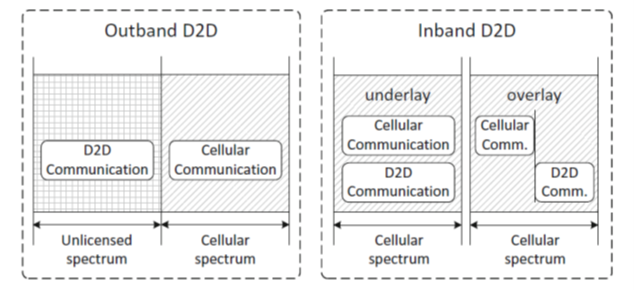 Outband D2D
D2D
Communication
Cellular
Communication
Unlicensed
spectrum
Cellular
spectrum
Inband D2D
underlay
Cellular
Communication
D2D
Communication
Cellular
spectrum
overlay
Cellular
Comm.
D2D
Comm.
Cellular
spectrum